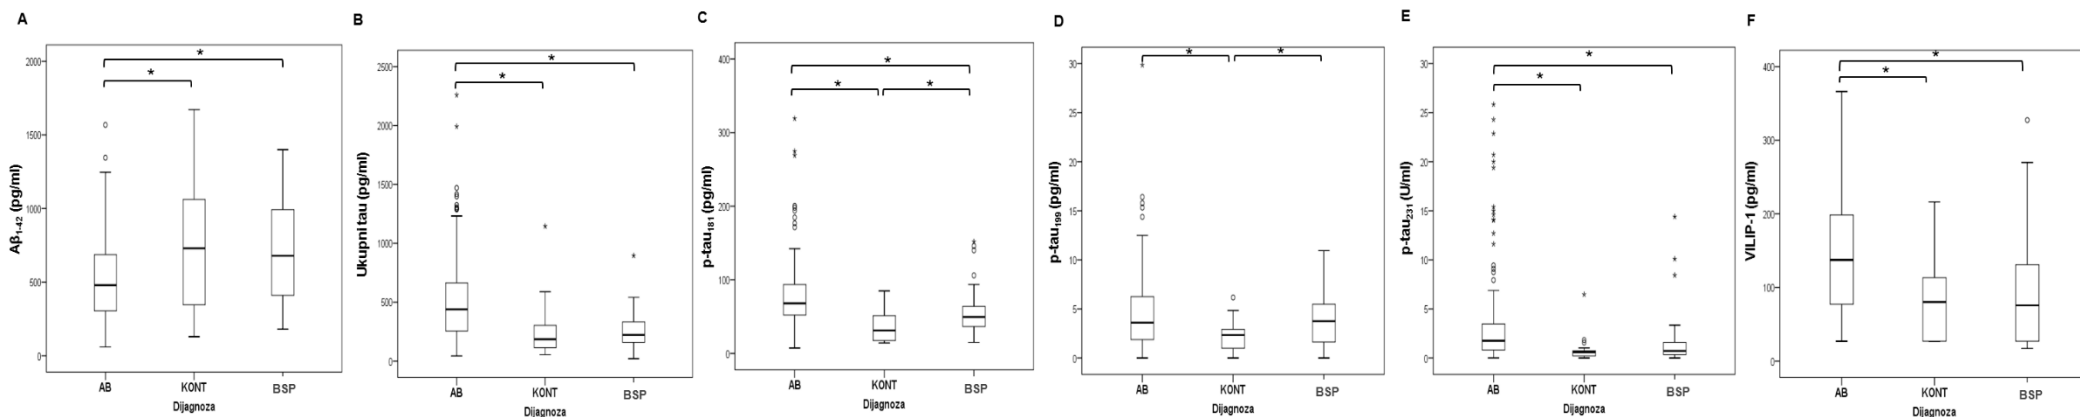 A
Aβ1-42 (pg/ml)
2000
1500
1000
500
0
* *
AB KONT BSP
Dijagnoza
B
Ukupnitau (pg/ml)
2500
2000
1500
1000
500
0
* *
AB KONT BSP
Dijagnoza
C
p-tau181 (pg/ml)
400
300
200
100
0
*
* *
AB KONT BSP
Dijagnoza
D
p-tau199 (pg/ml)
30
25
20
15
10
5
0
* *
AB KONT BSP
Dijagnoza
E
p-tau231 (U/ml)
30
25
20
15
10
5
0
* *
AB KONT BSP
Dijagnoza
F
VILIP-1 (pg/ml)
400
300
200
100
0
* *
AB KONT BSP
Dijagnoza